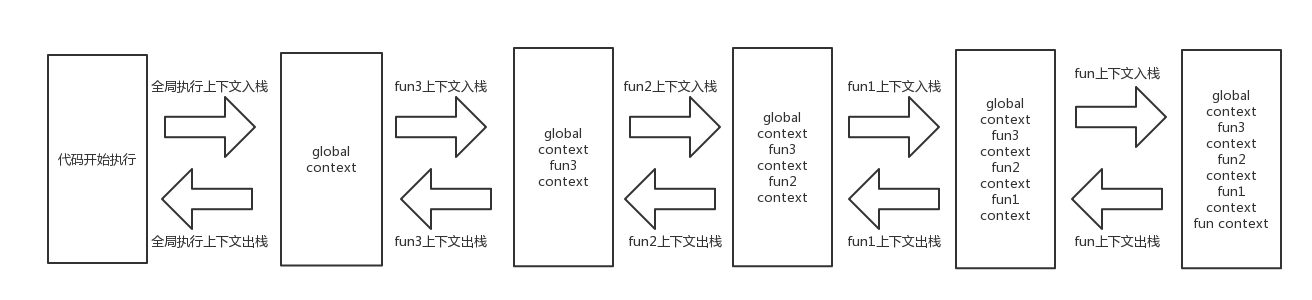 代码开始执行
全局执行上下文入栈
全局执行上下文出栈
global
context
fun3上下文入栈
fun3上下文出栈
global
context
fun3
context
fun2上下文入栈
fun2上下文出栈
global
context
fun3
context
fun2
context
fun1上下文入栈
fun1上下文出栈
global
context
fun3
context
fun2
context
fun1
context
fun上下文入栈
fun上下文出栈
global
context
fun3
context
fun2
context
fun1
context
fun context